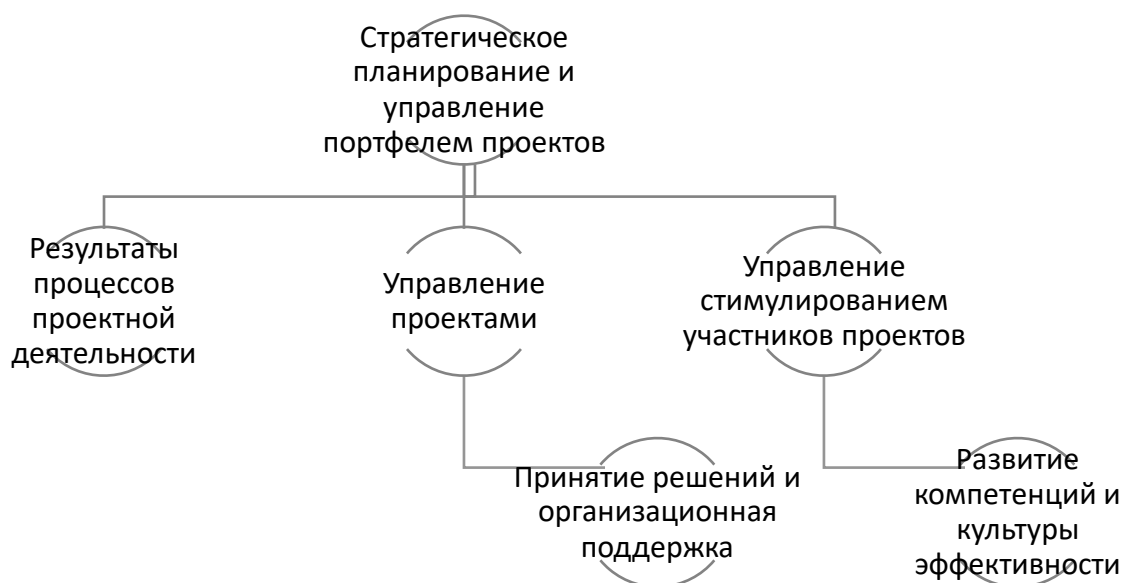 Стратегическое
планирование и
управление
портфелем проектов
Результаты
процессов
проектной
деятельности
Управление
проектами
Управление
стимулированием
участников проектов
Принятие решений и
организационная
поддержка
Развитие
компетенций и
культуры
эффективности